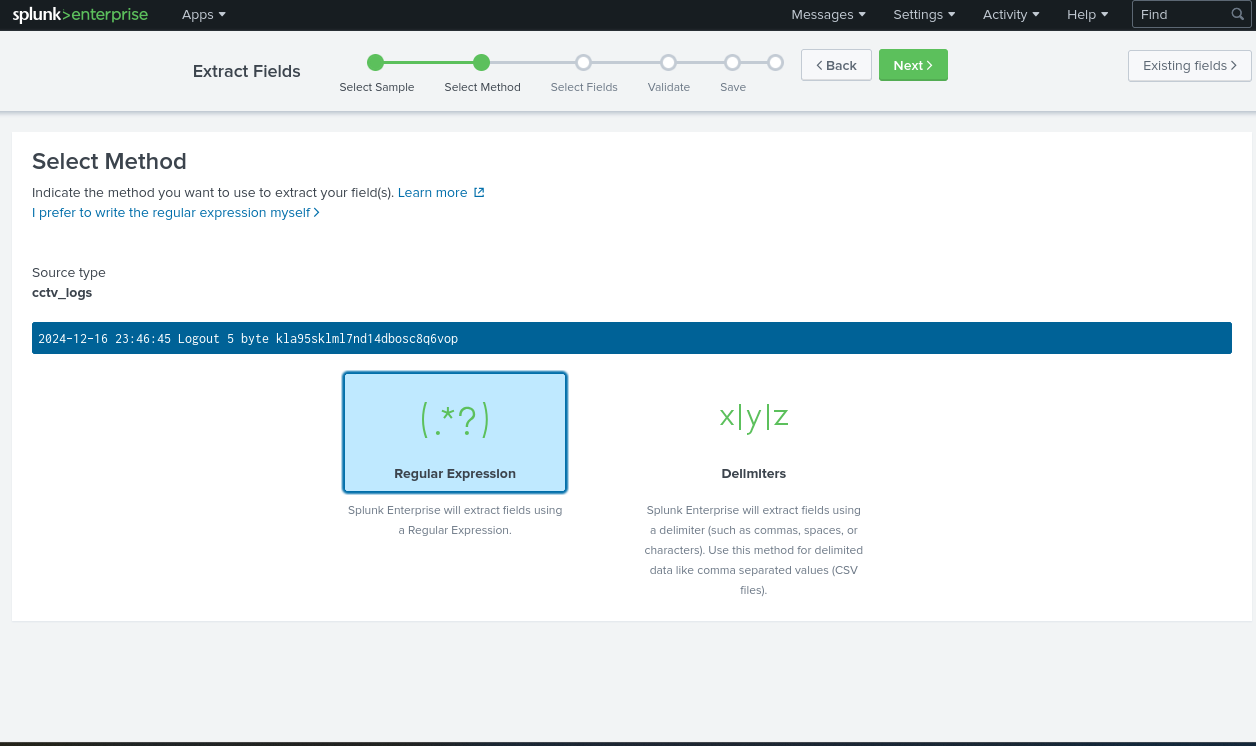 splunk>enterprise Apps Messages Settings Activity Help Find
Extract Fields
Select Sample Select Method Select Fields Validate Save
Back Next Existing fields
Select Method
Indicate the method you want to use to extract your field(s). Learn more
I prefer to write the regular expression myself
Source type
cctv_logs
2024-12-16 23:46:45 Logout 5 byte kla95sklml7nd14dbosc8q6vop
(.*?)
Regular Expression
Splunk Enterprise will extract fields using
a Regular Expression.
x|y|z
Delimiters
Splunk Enterprise will extract fields using
a delimiter (such as commas, spaces, or
characters). Use this method for delimited
data like comma separated values (CSV
files).